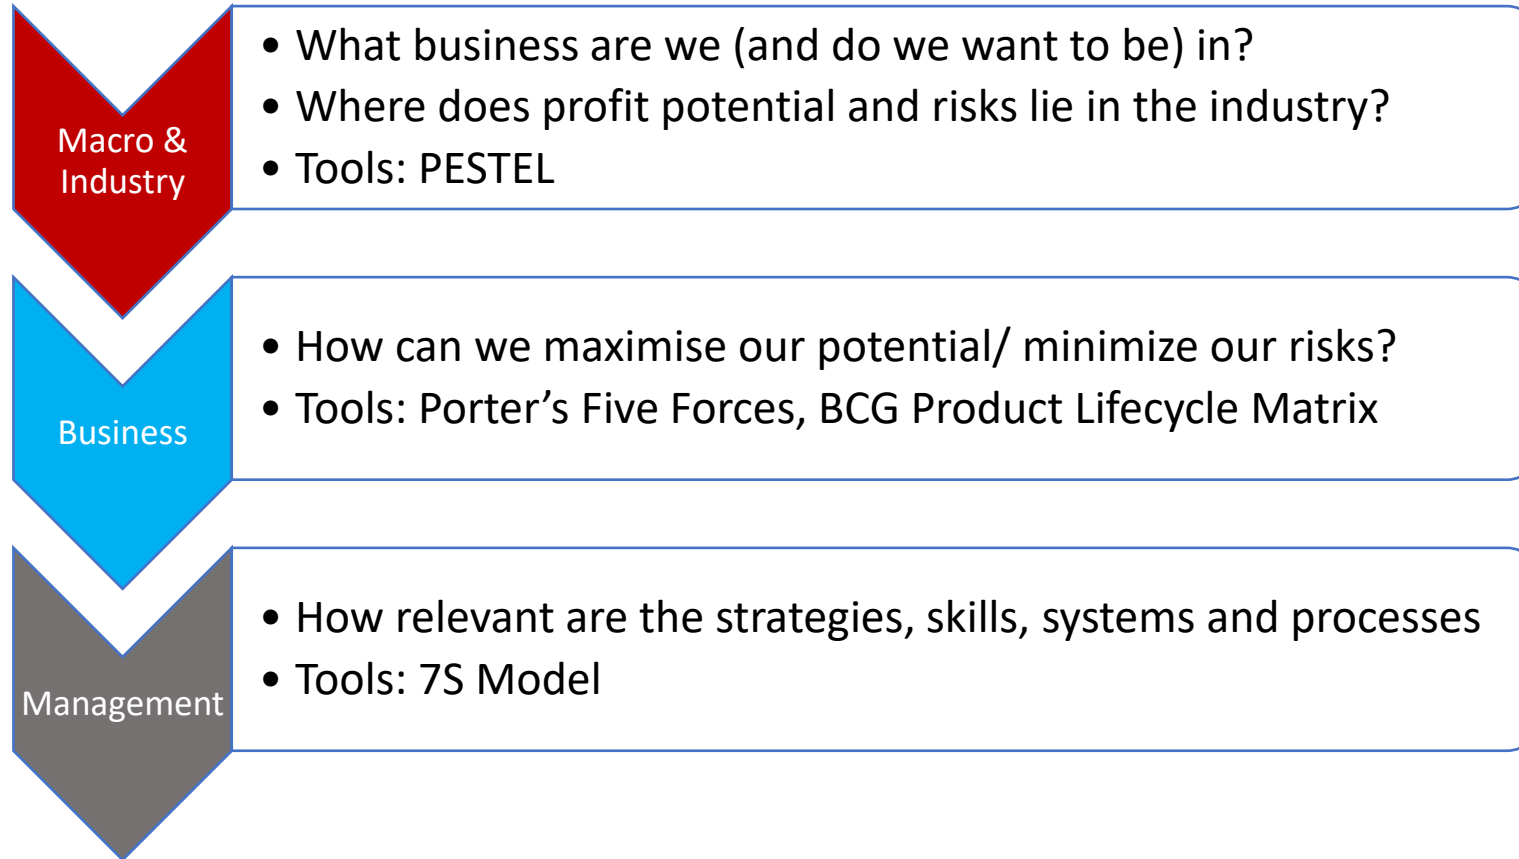 Macro &
Industry
• What business are we (and do we want to be) in?
• Where does profit potential and risks lie in the industry?
• Tools: PESTEL
Business
• How can we maximise our potential/ minimize our risks?
• Tools: Porter’s Five Forces, BCG Product Lifecycle Matrix
Management
• How relevant are the strategies, skills, systems and processes
• Tools: 7S Model